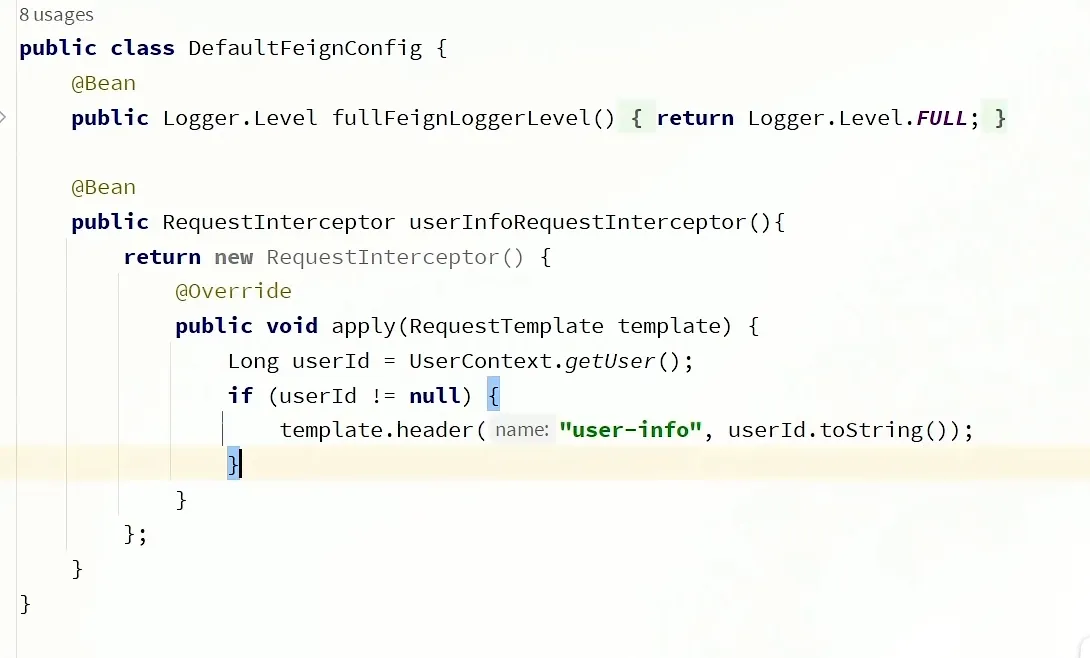 8 usages
public class DefaultFeignConfig {
    @Bean
    public Logger.Level fullFeignLoggerLevel() { return Logger.Level.FULL; }
    @Bean
    public RequestInterceptor userInfoRequestInterceptor(){
        return new RequestInterceptor() {
            @Override
            public void apply(RequestTemplate template) {
                Long userId = UserContext.getUser();
                if (userId != null) {
                    template.header( name: "user-info", userId.toString());
                }
            }
        };
    }
}